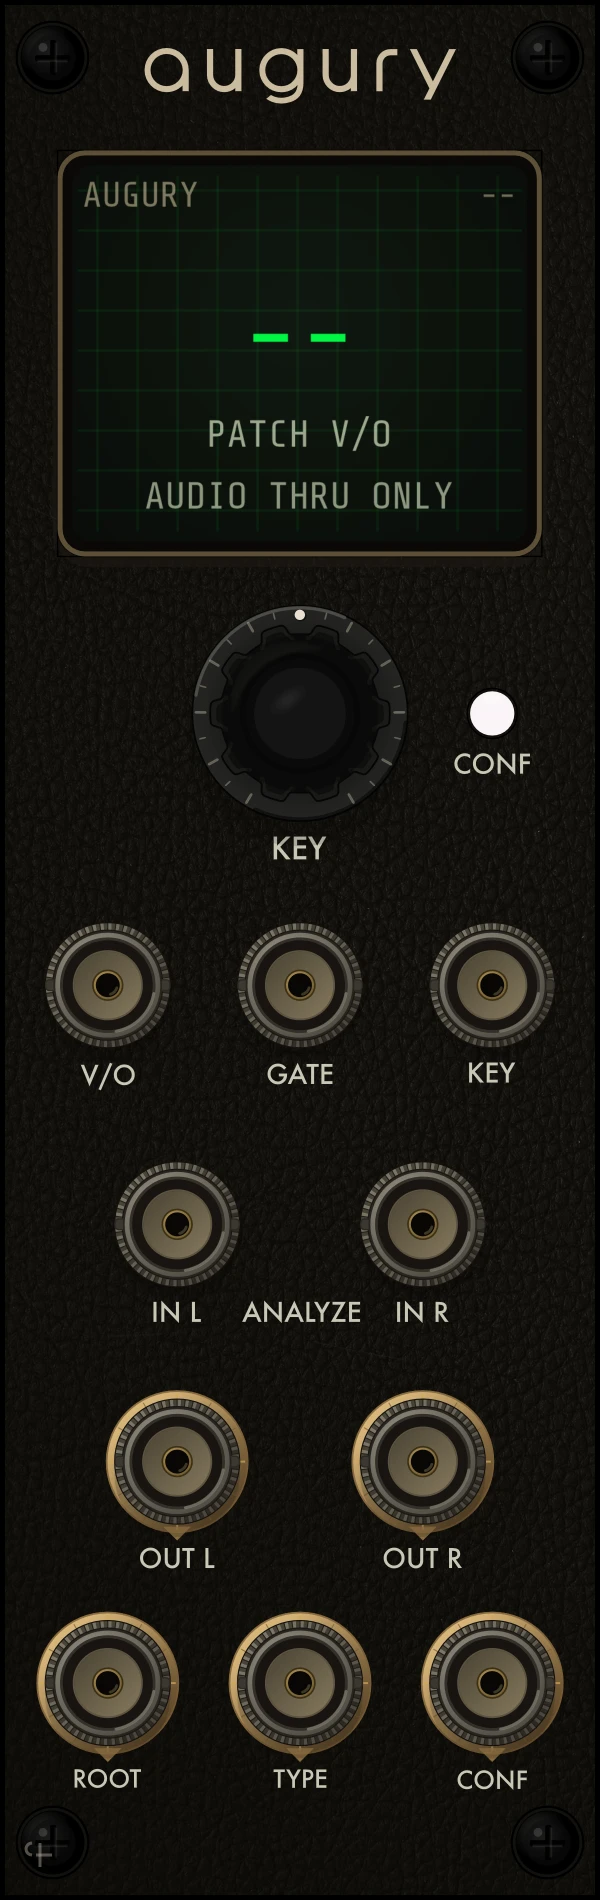 augury
AUGURY --
-- 
PATCH V/O
AUDIO THRU ONLY
CONF
KEY
V/O GATE KEY
IN L ANALYZE IN R
OUT L OUT R
ROOT TYPE CONF